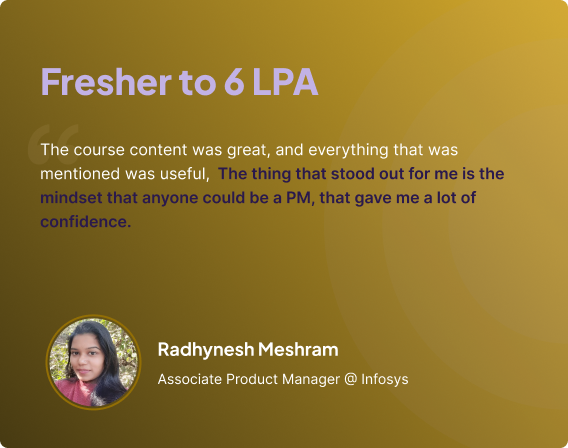 Fresher to 6 LPA
“
The course content was great, and everything that was
mentioned was useful, The thing that stood out for me is the
mindset that anyone could be a PM, that gave me a lot of
confidence.
Radhynesh Meshram
Associate Product Manager @ Infosys